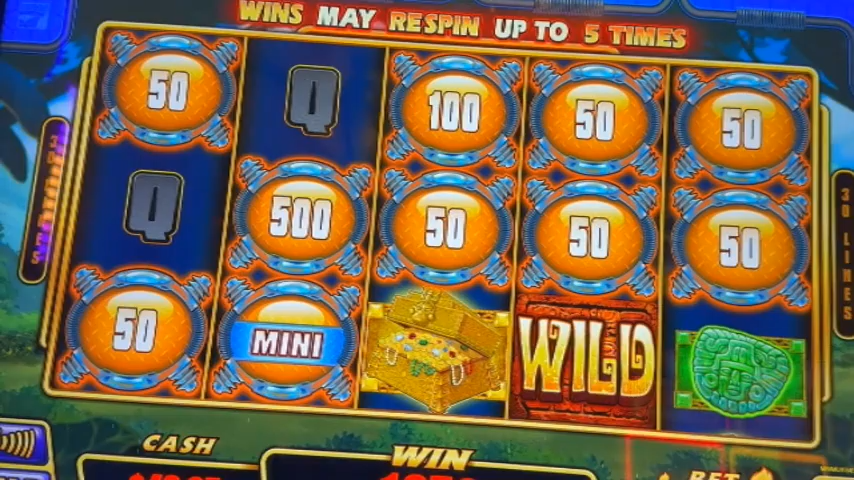 WINS MAY RESPIN UP TO 5 TIMES
50 Q 100 50 50
Q 500 50 50 50
50 MINI WILD
30 LINES
CASH WIN BET